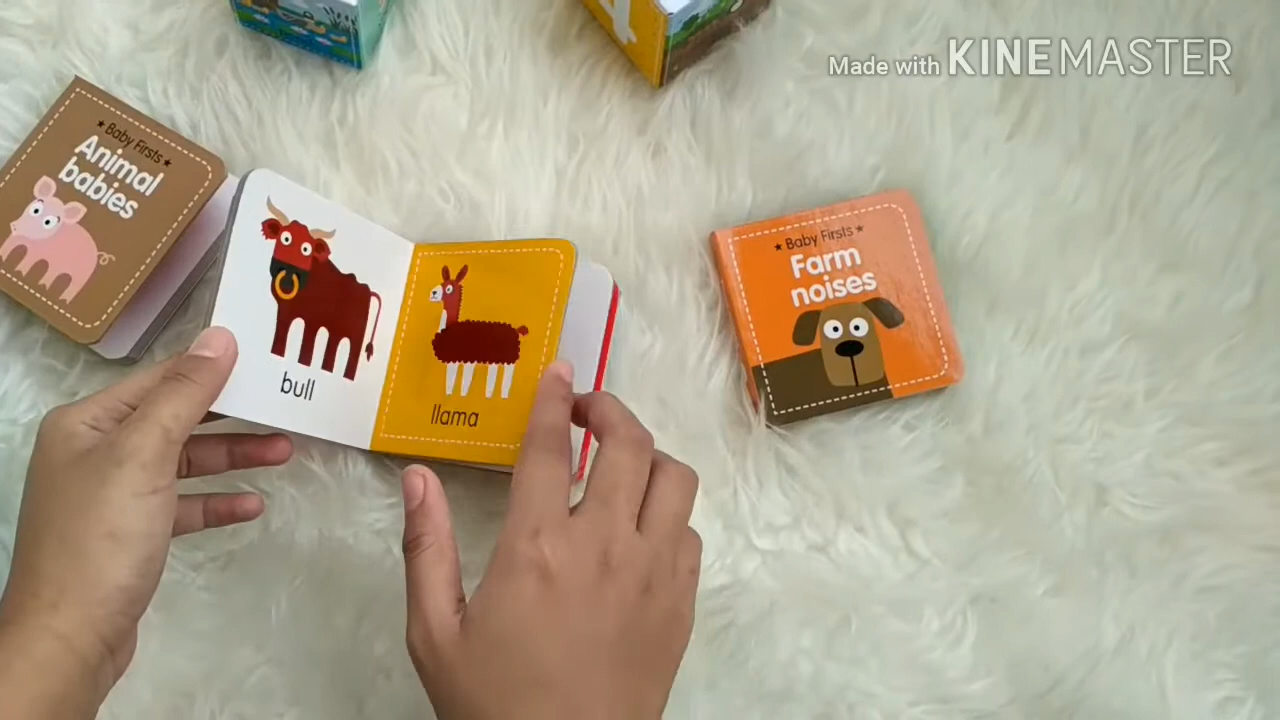 Made with KINEMASTER
★ Baby Firsts ★
Animal
babies
bull
llama
★ Baby Firsts ★
Farm
noises